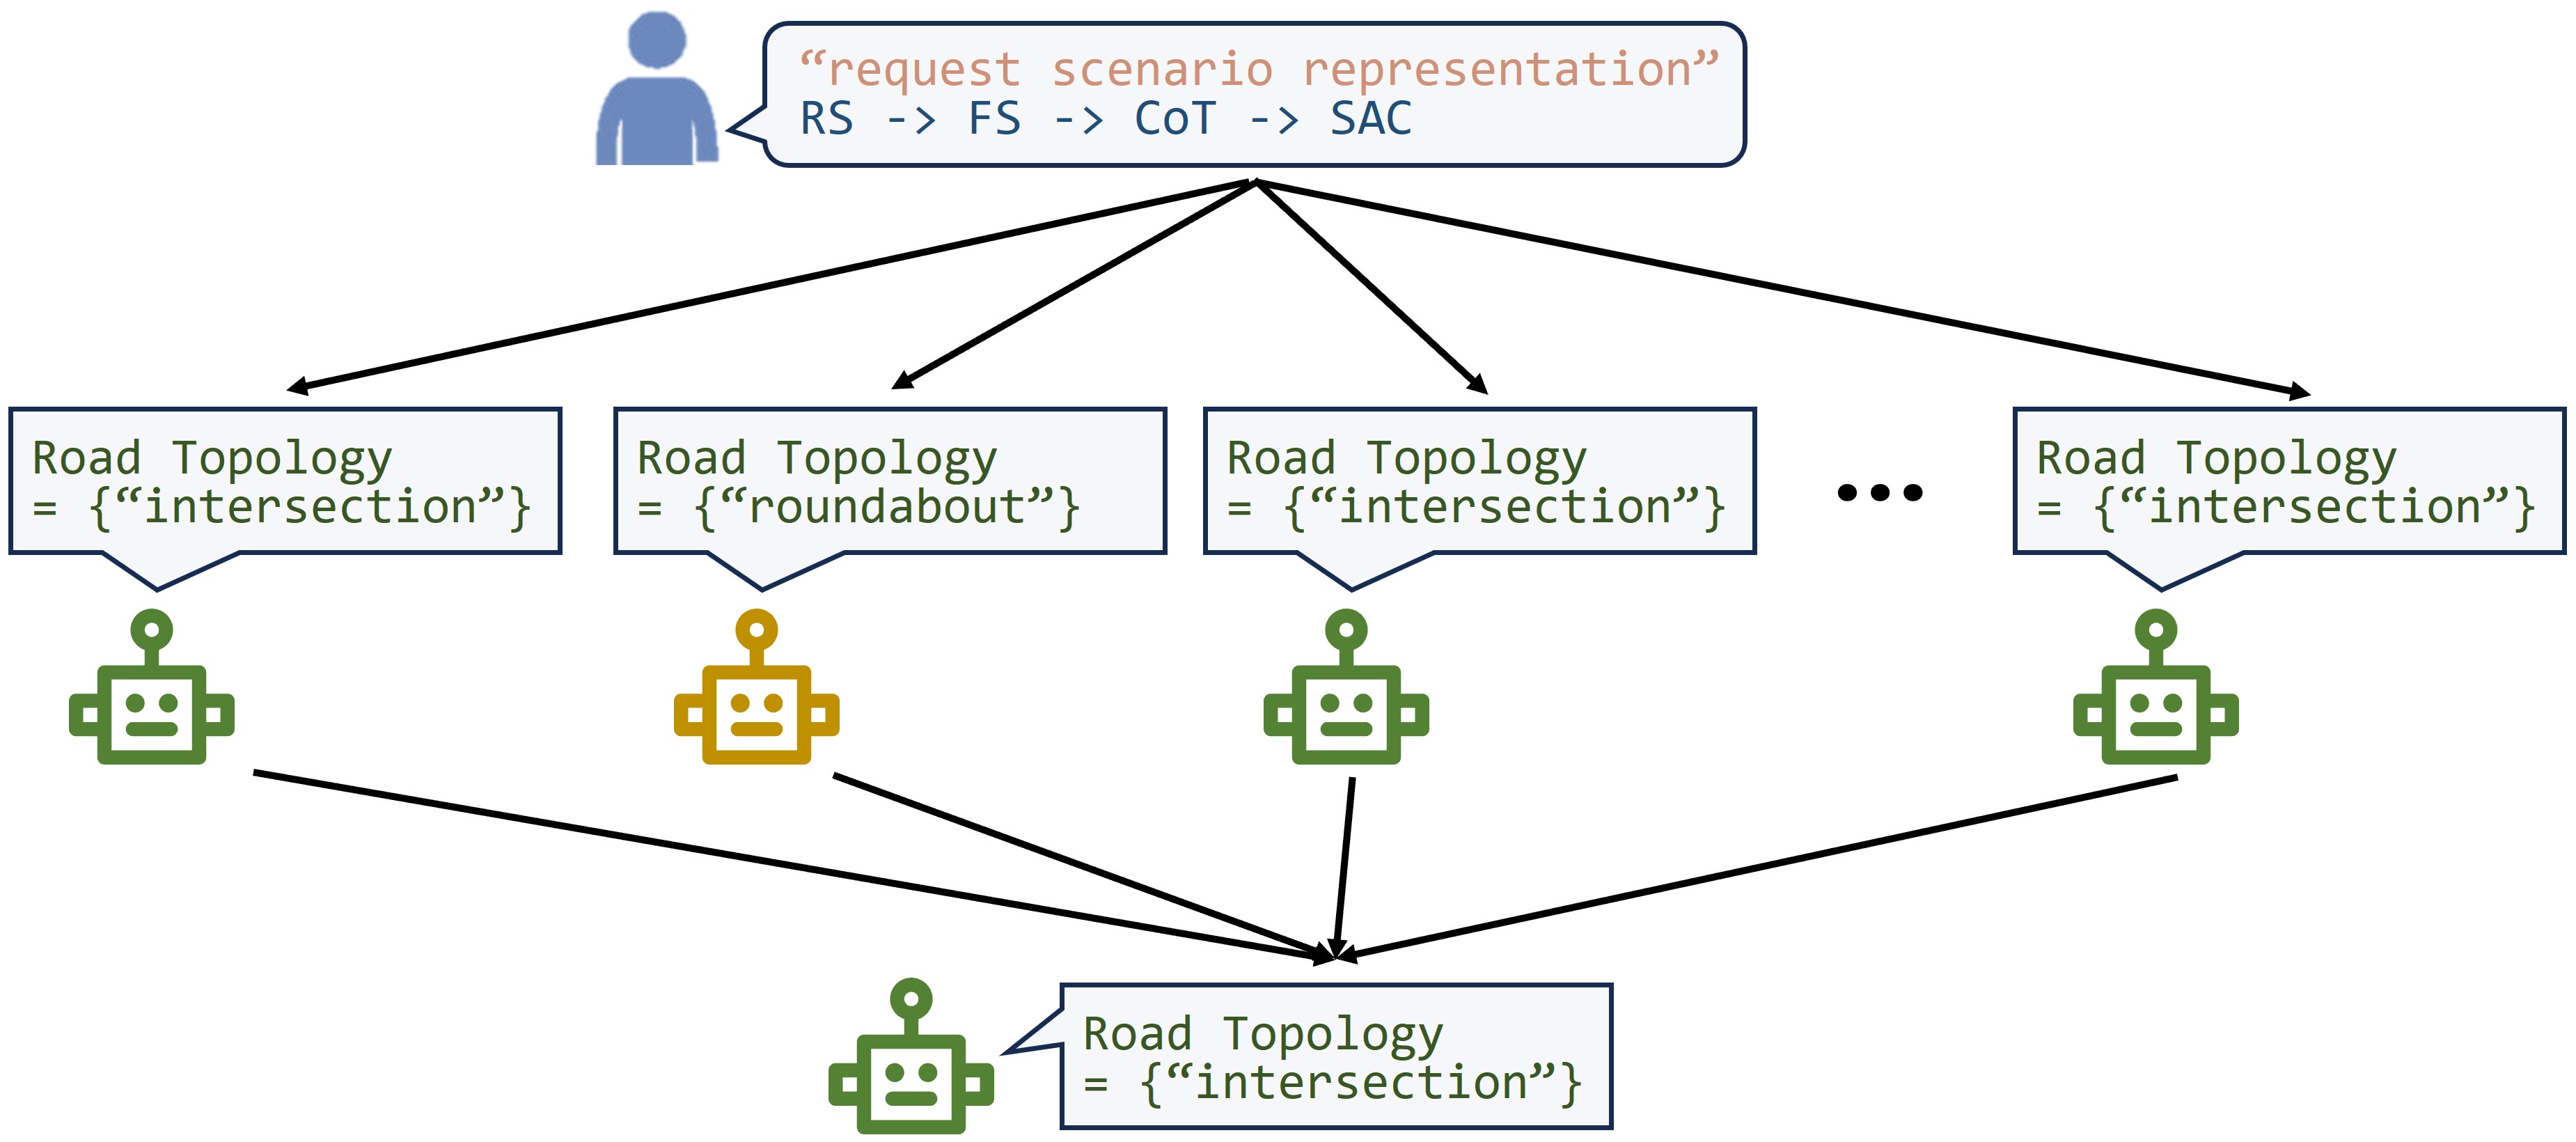 “request scenario representation”
RS -> FS -> CoT -> SAC
Road Topology
= {“intersection”}
Road Topology
= {“roundabout”}
Road Topology
= {“intersection”}
•••
Road Topology
= {“intersection”}
Road Topology
= {“intersection”}